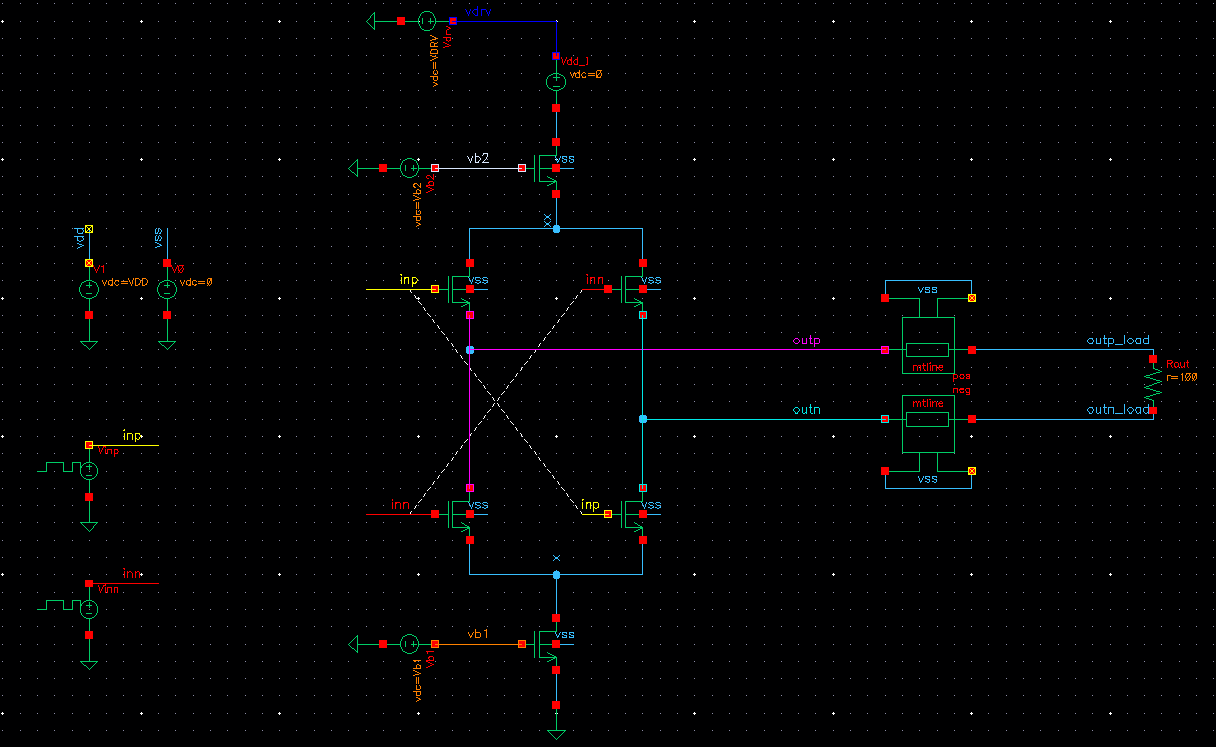 vdrv
Vdrv
vdc=VDRV
Vdd_1
vdc=0
vb2
vss
Vb2
vdc=Vb2
xx
vdd
V1
vdc=VDD
vss
V0
vdc=0
inp
vss
inn
vss
vss
outp
mtline
outp_load
Rout
r=100
pos
neg
outn
mtline
outn_load
vss
inp
Vinp
inn
vss
inp
vss
x
inn
Vinn
vb1
vss
Vb1
vdc=Vb1